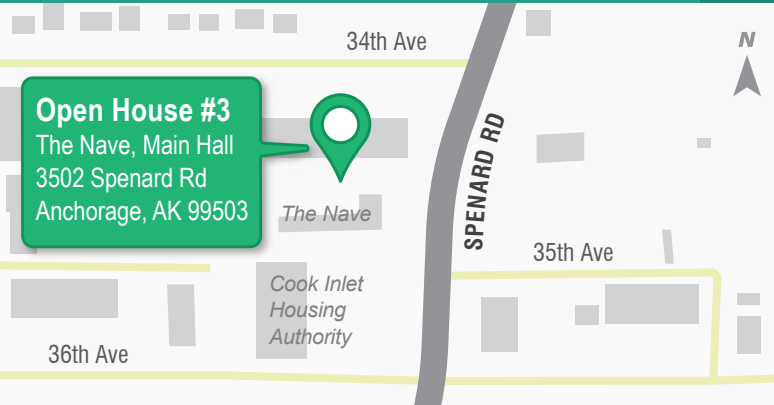 34th Ave
N
Open House #3
The Nave, Main Hall
3502 Spenard Rd
Anchorage, AK 99503
SPENARD RD
The Nave
35th Ave
Cook Inlet
Housing
Authority
36th Ave